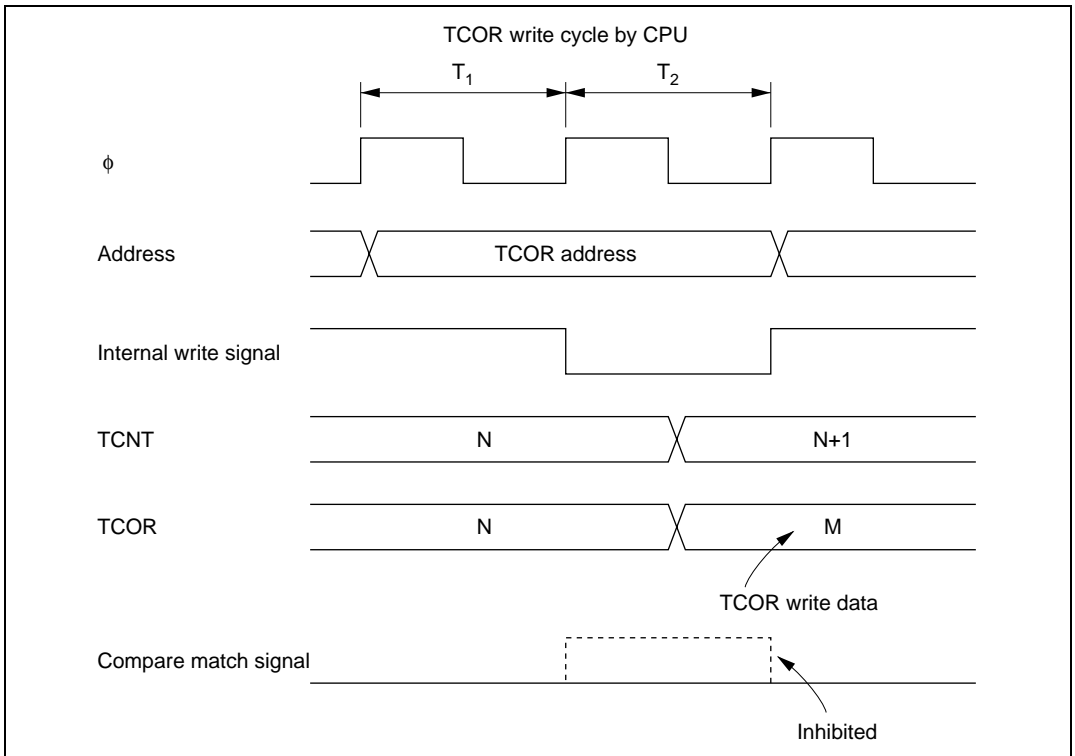 TCOR write cycle by CPU
T1 T2
ϕ
Address TCOR address
Internal write signal
TCNT N N+1
TCOR N M
TCOR write data
Compare match signal
Inhibited